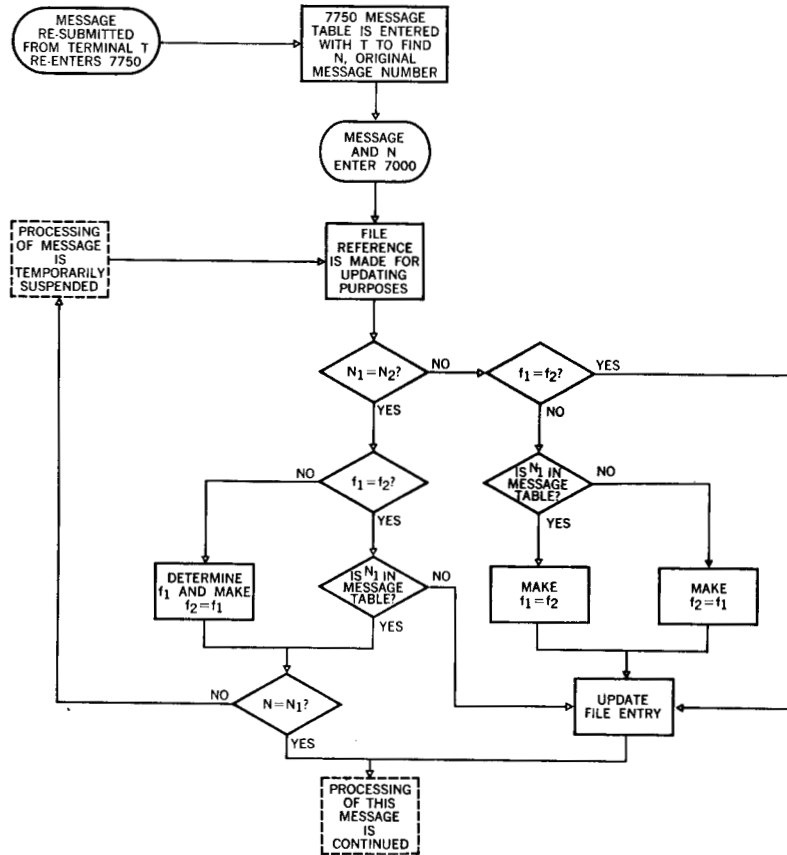 MESSAGE
RE-SUBMITTED
FROM TERMINAL T
RE-ENTERS 7750
7750 MESSAGE
TABLE IS ENTERED
WITH T TO FIND
N, ORIGINAL
MESSAGE NUMBER
MESSAGE
AND N
ENTER 7000
PROCESSING
OF MESSAGE
IS
TEMPORARILY
SUSPENDED
FILE
REFERENCE
IS MADE FOR
UPDATING
PURPOSES
N1 = N2?
NO
f1 = f2?
YES
YES
NO
NO
f1 = f2?
YES
IS N1 IN
MESSAGE
TABLE?
NO
YES
DETERMINE
f1 AND MAKE
f2 = f1
IS N1 IN
MESSAGE
TABLE?
NO
YES
MAKE
f1 = f2
MAKE
f2 = f1
NO
N = N1?
YES
UPDATE
FILE ENTRY
PROCESSING
OF THIS
MESSAGE
IS
CONTINUED